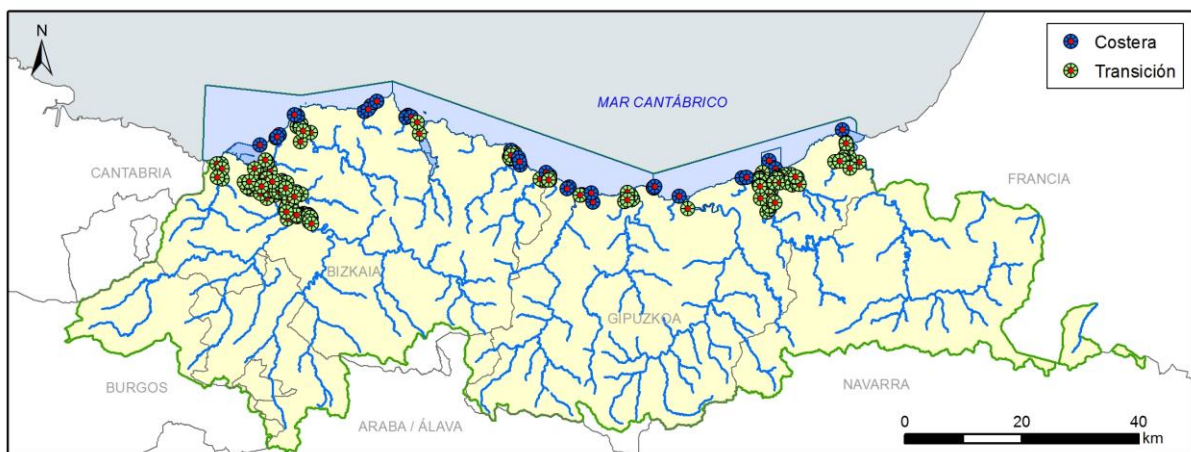 N
Costera
Transición
MAR CANTÁBRICO
CANTABRIA
FRANCIA
BIZKAIA
GIPUZKOA
BURGOS
NAVARRA
ARABA / ÁLAVA
0 20 40
km